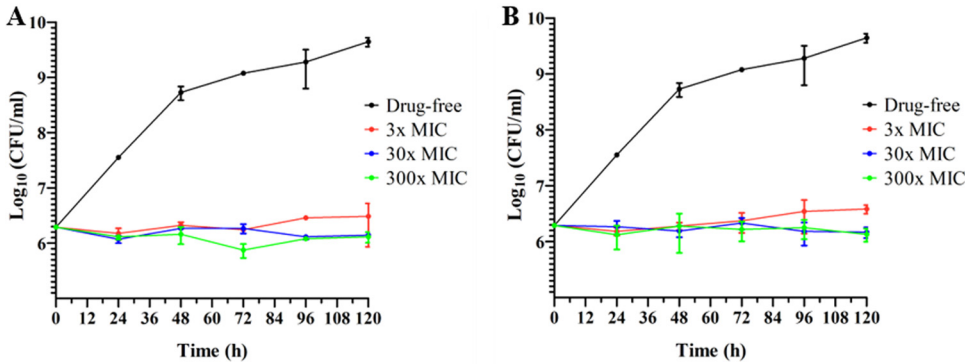 A
10
9
8
7
6
Log10 (CFU/ml)
0 12 24 36 48 60 72 84 96 108 120
Time (h)
Drug-free
3x MIC
30x MIC
300x MIC
B
10
9
8
7
6
Log10 (CFU/ml)
0 12 24 36 48 60 72 84 96 108 120
Time (h)
Drug-free
3x MIC
30x MIC
300x MIC